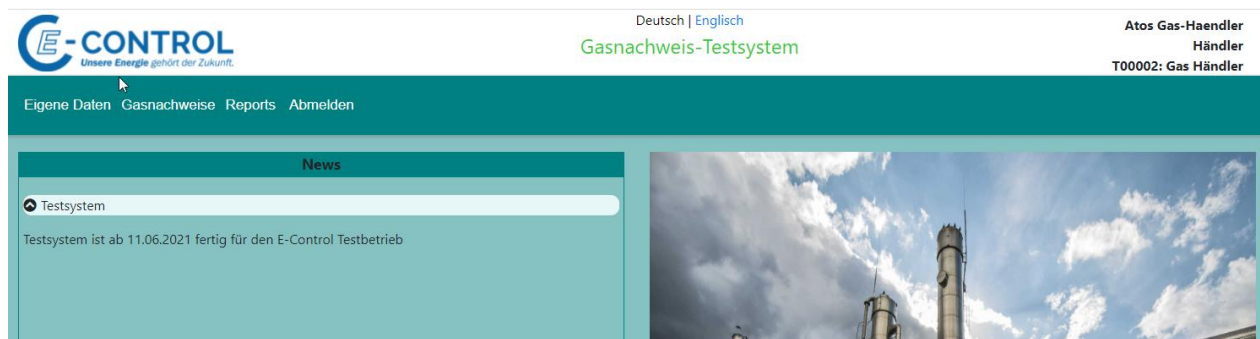 E-CONTROL
Unsere Energie gehört der Zukunft.
Deutsch | Englisch
Gasnachweis-Testsystem
Atos Gas-Haendler
Händler
T00002: Gas Händler
Eigene Daten Gasnachweise Reports Abmelden
News
Testsystem
Testsystem ist ab 11.06.2021 fertig für den E-Control Testbetrieb